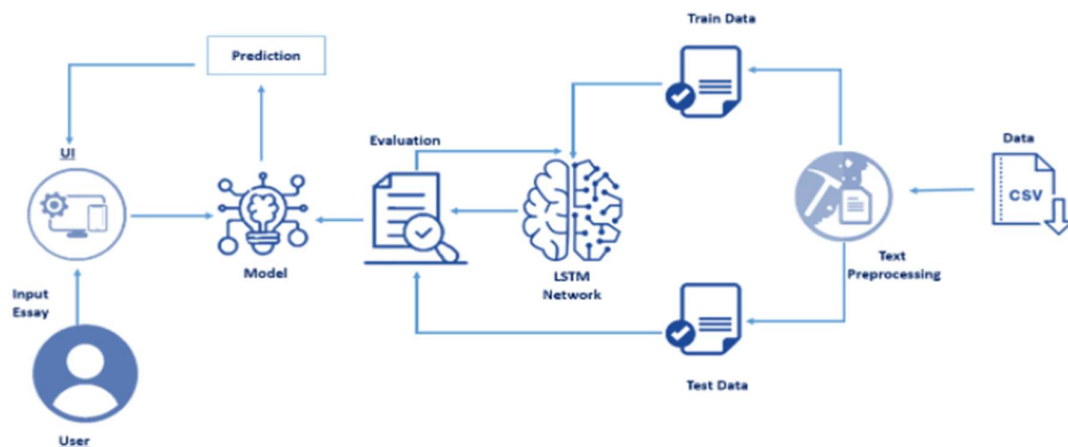 Train Data
Prediction
Evaluation
Data
UI
CSV
Model
LSTM
Network
Text
Preprocessing
Input
Essay
Test Data
User